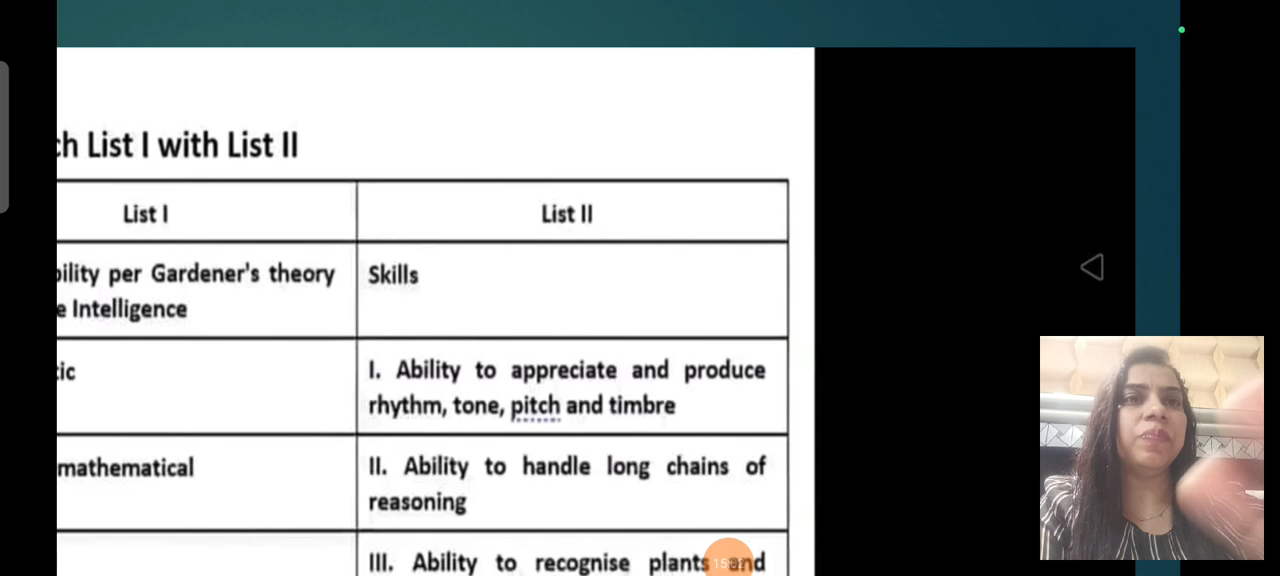 ch List I with List II
List I
List II
bility per Gardener's theory
e Intelligence
Skills
tic
I. Ability to appreciate and produce
rhythm, tone, pitch and timbre
mathematical
II. Ability to handle long chains of
reasoning
III. Ability to recognise plants and